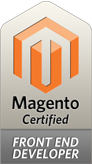 Magento
Certified
FRONT END
DEVELOPER